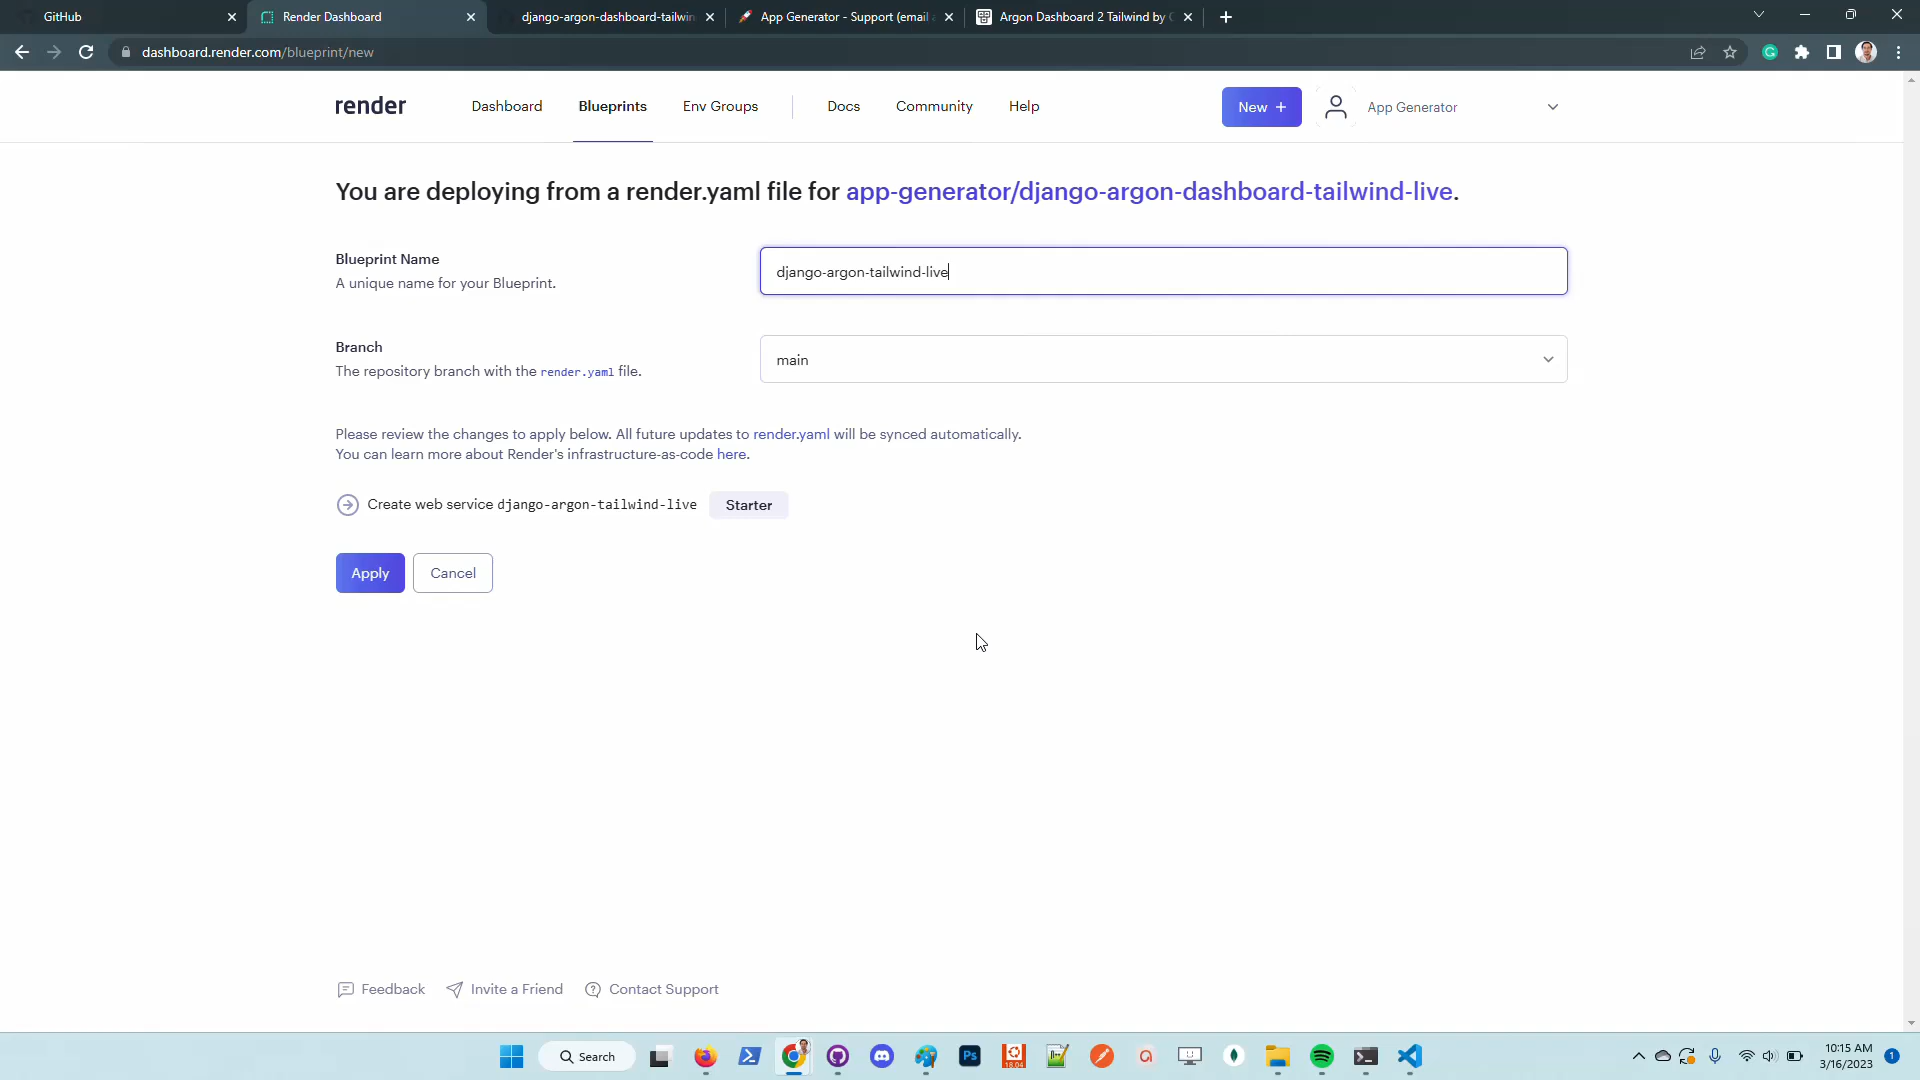 GitHub
Render Dashboard
django-argon-dashboard-tailwin
App Generator - Support (email
Argon Dashboard 2 Tailwind by
dashboard.render.com/blueprint/new
render
Dashboard
Blueprints
Env Groups
Docs
Community
Help
New +
App Generator
You are deploying from a render.yaml file for app-generator/django-argon-dashboard-tailwind-live.
Blueprint Name
A unique name for your Blueprint.
django-argon-tailwind-live
Branch
The repository branch with the render.yaml file.
main
Please review the changes to apply below. All future updates to render.yaml will be synced automatically.
You can learn more about Render's infrastructure-as-code here.
Create web service django-argon-tailwind-live
Starter
Apply
Cancel
Feedback
Invite a Friend
Contact Support
Search
Ps
18.04
10:15 AM
3/16/2023
1